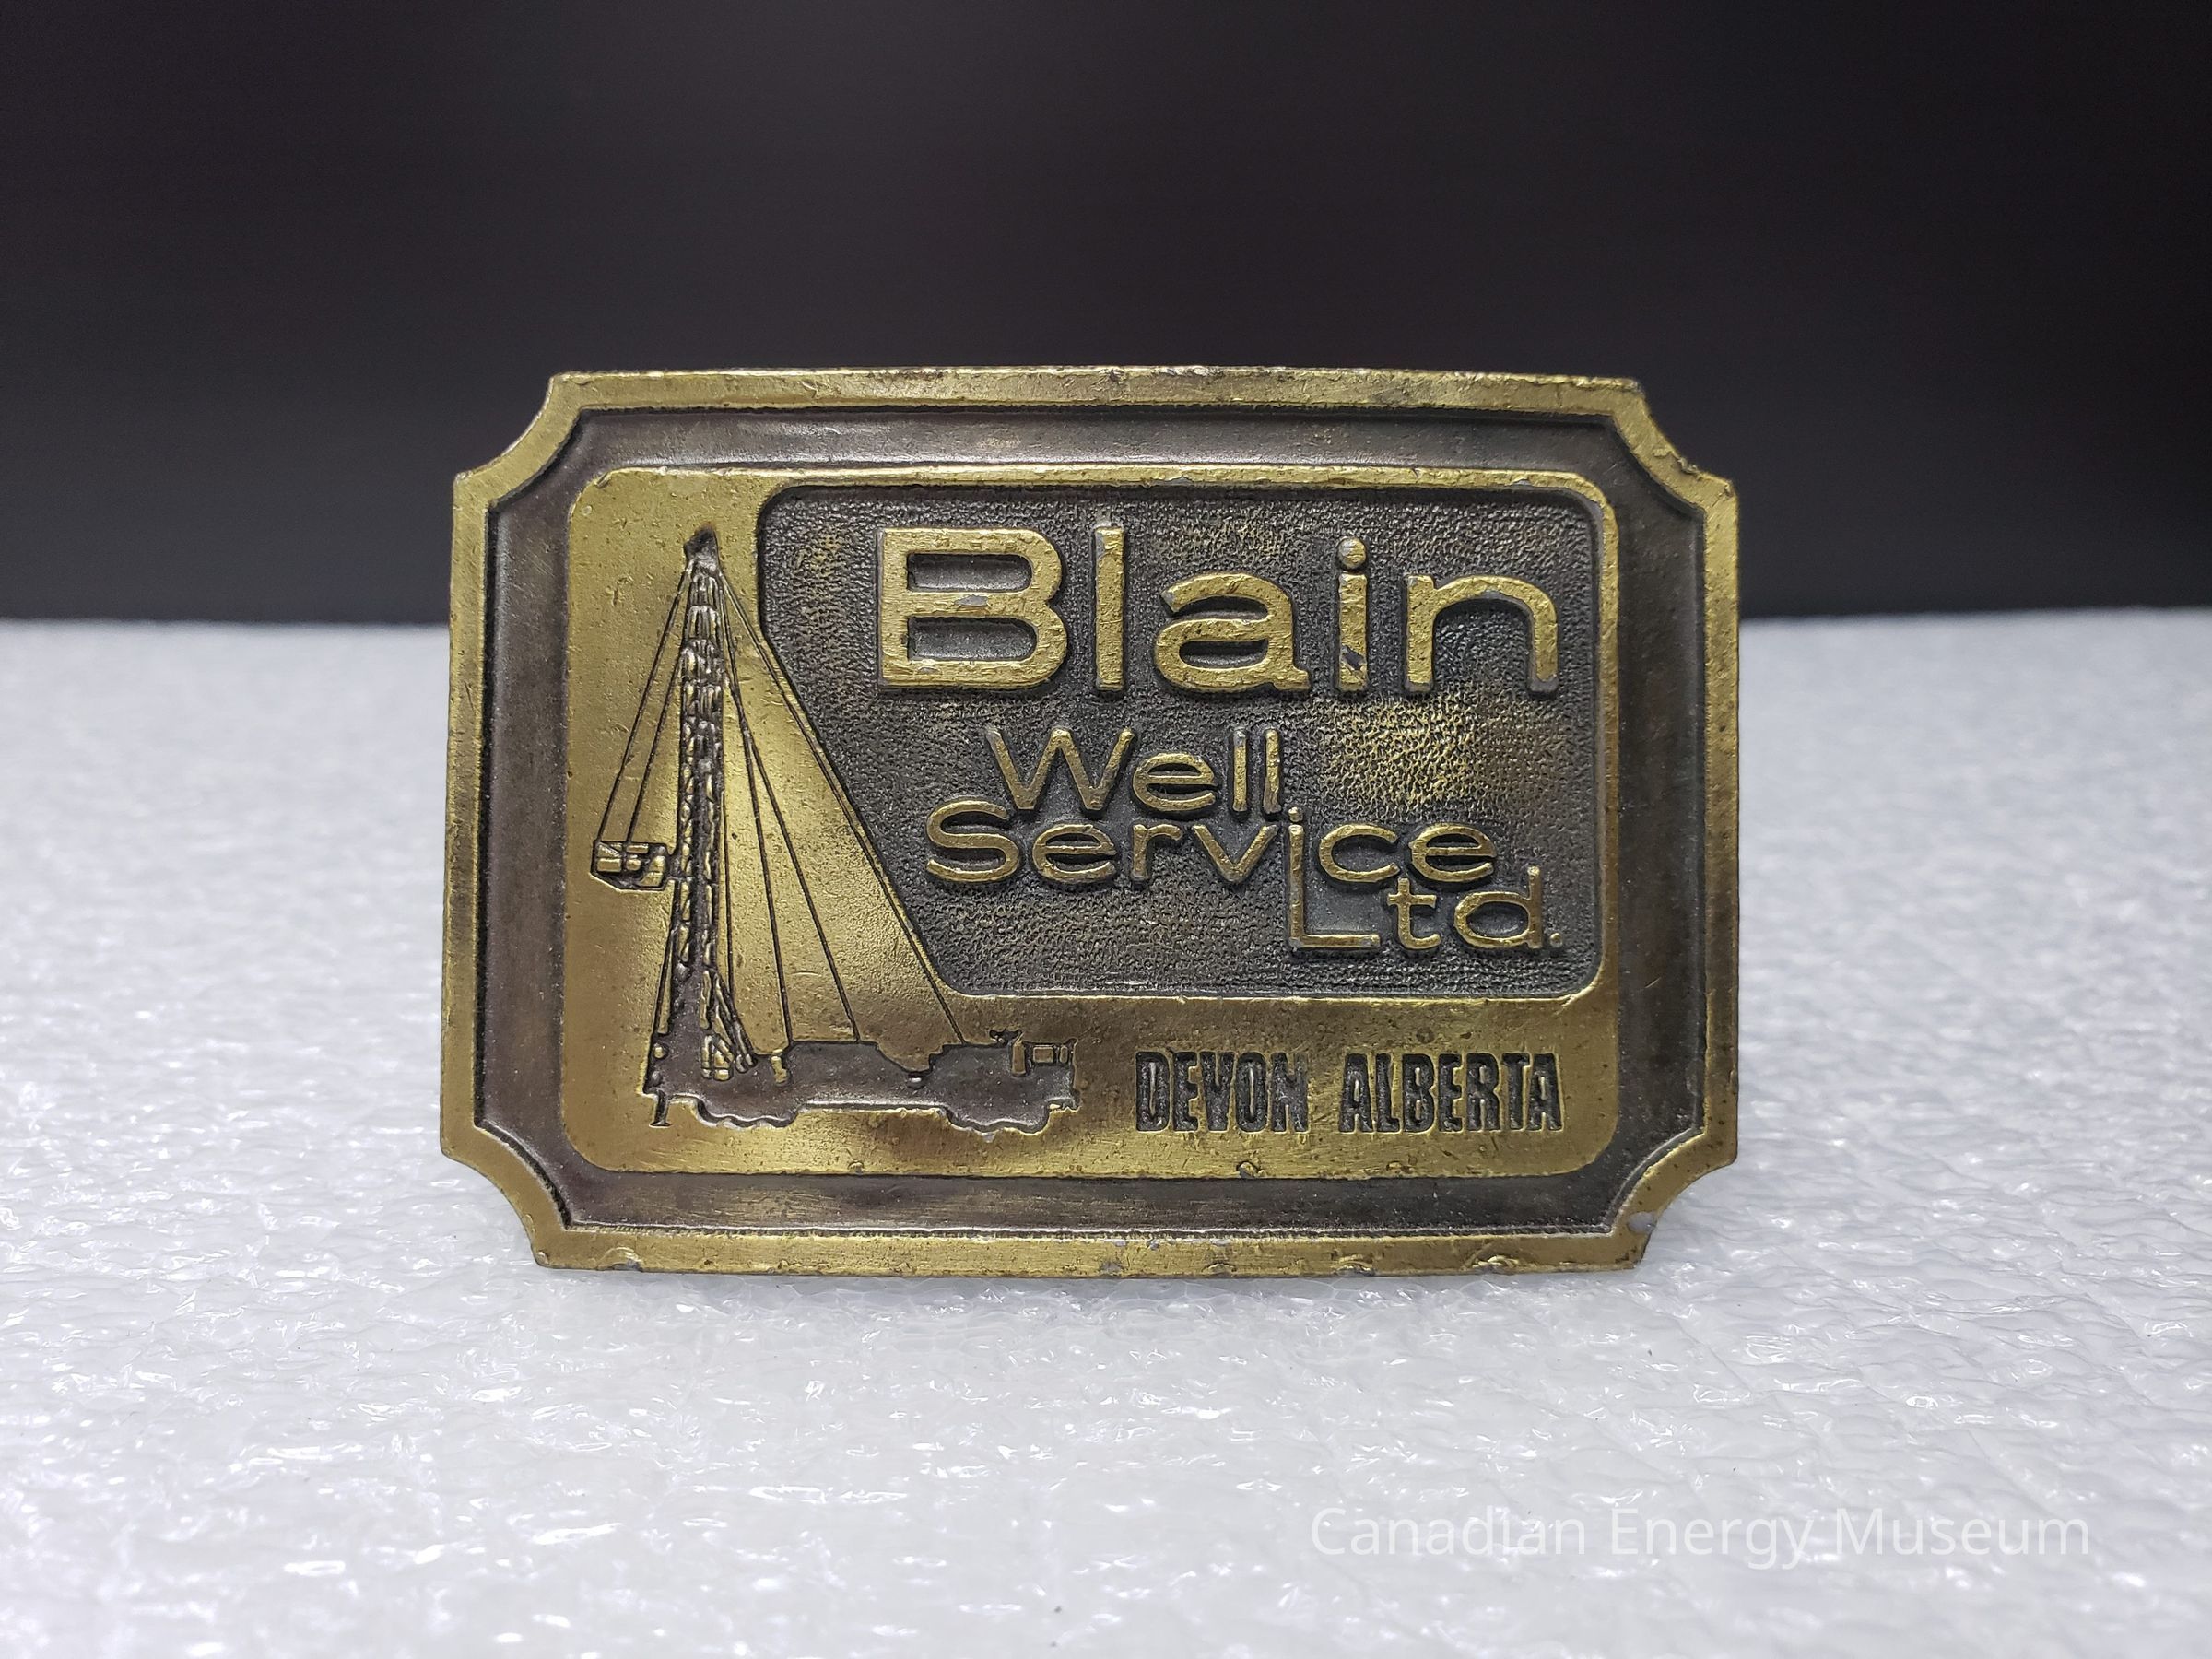 Blain
Well
Service
Ltd.
DEVON ALBERTA
Canadian Energy Museum